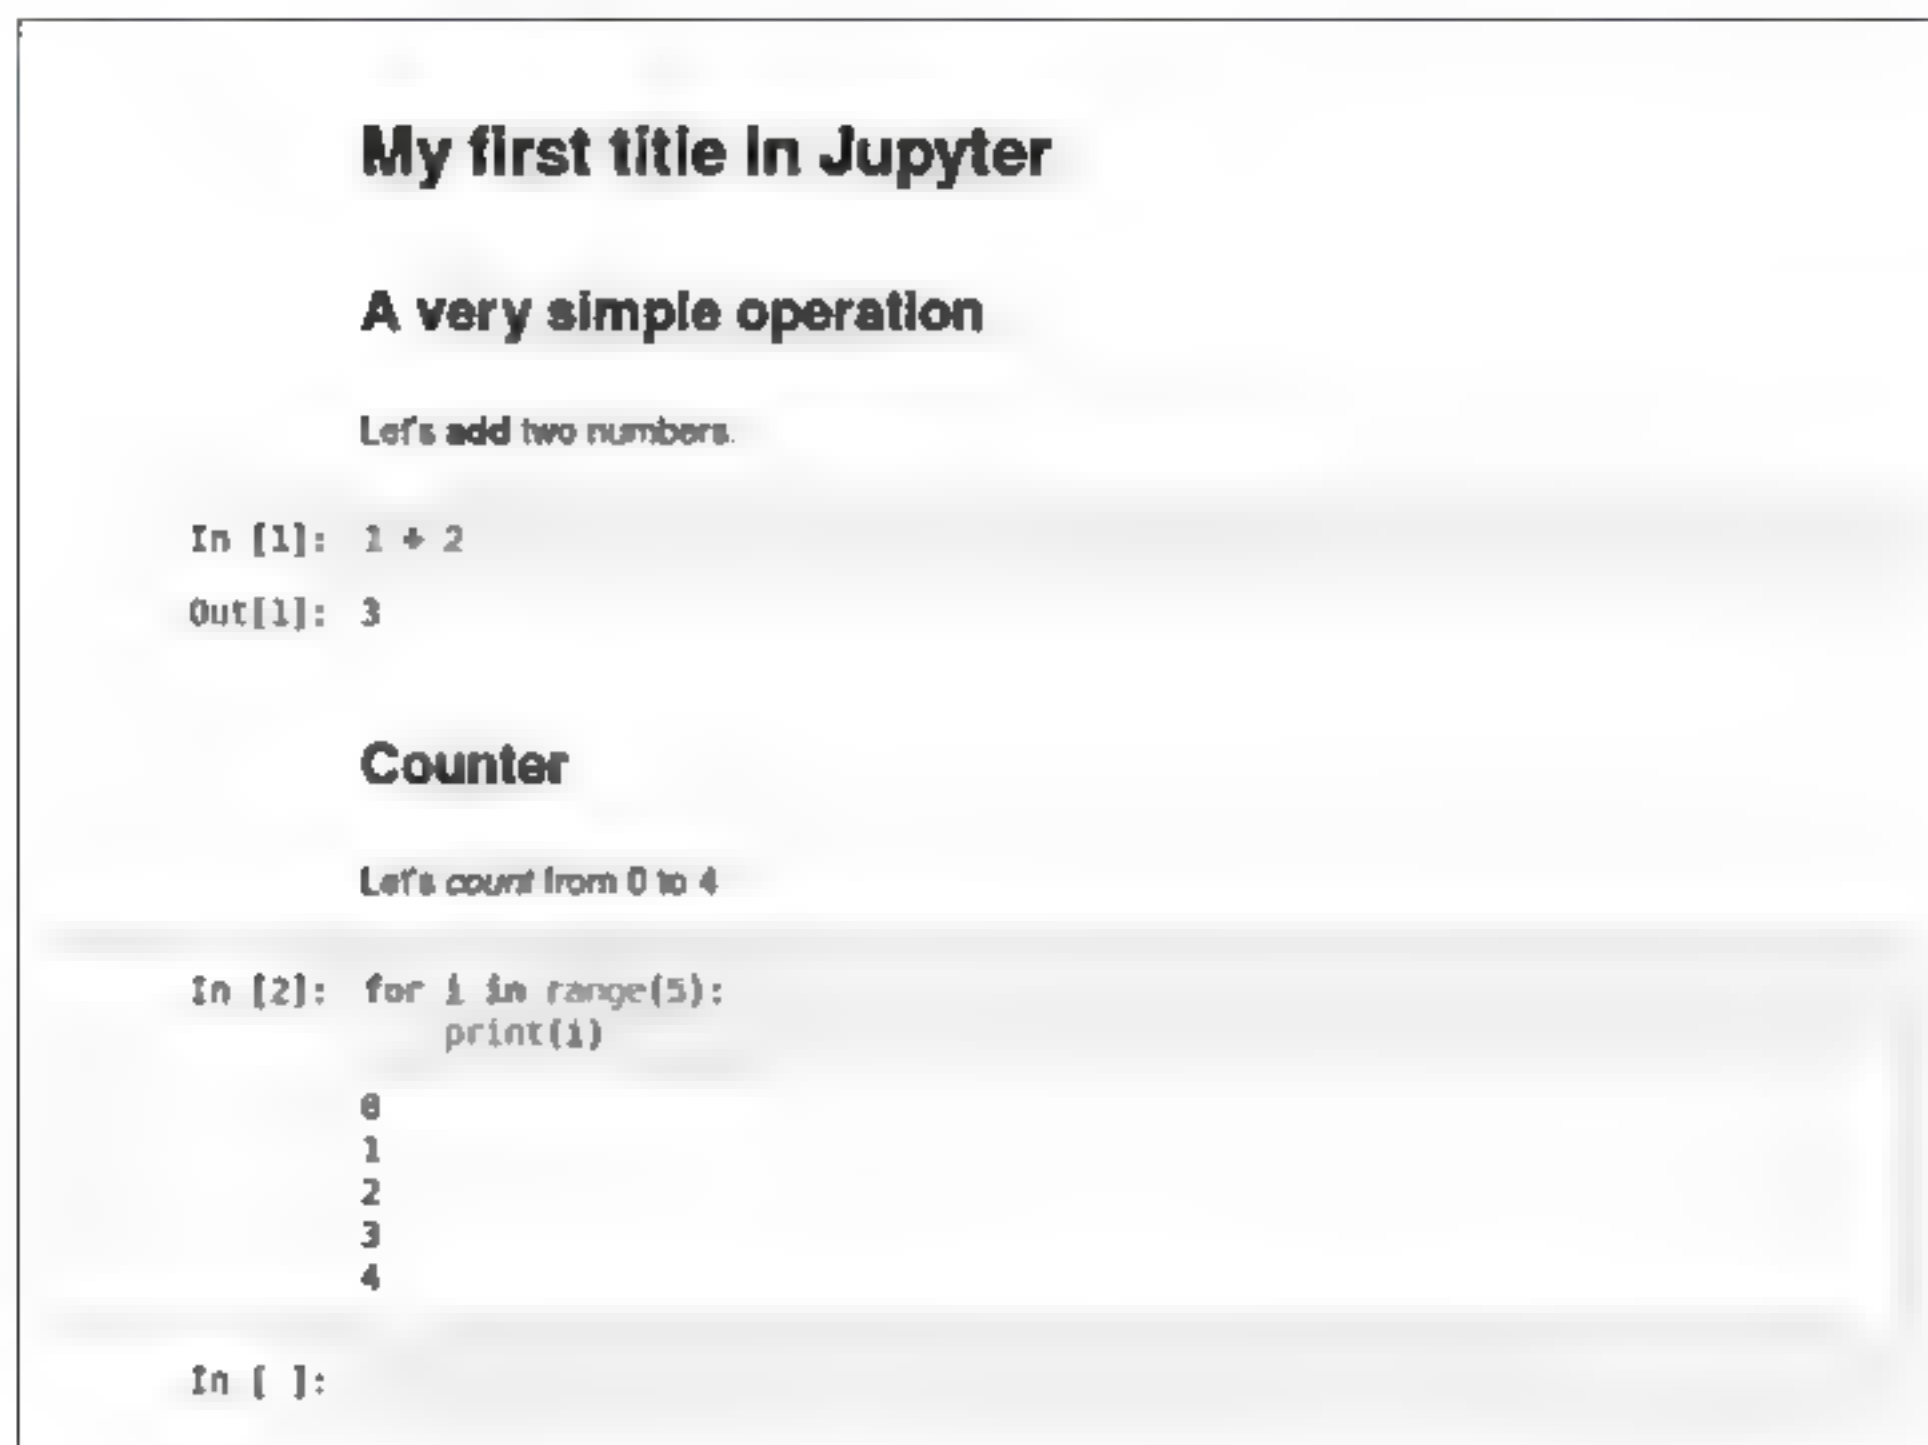 My first title in Jupyter
A very simple operation
Let's add two numbers.
In [1]: 1 + 2
Out[1]: 3
Counter
Let's count from 0 to 4
In [2]: for i in range(5):
print(i)
0
1
2
3
4
In [ ]: